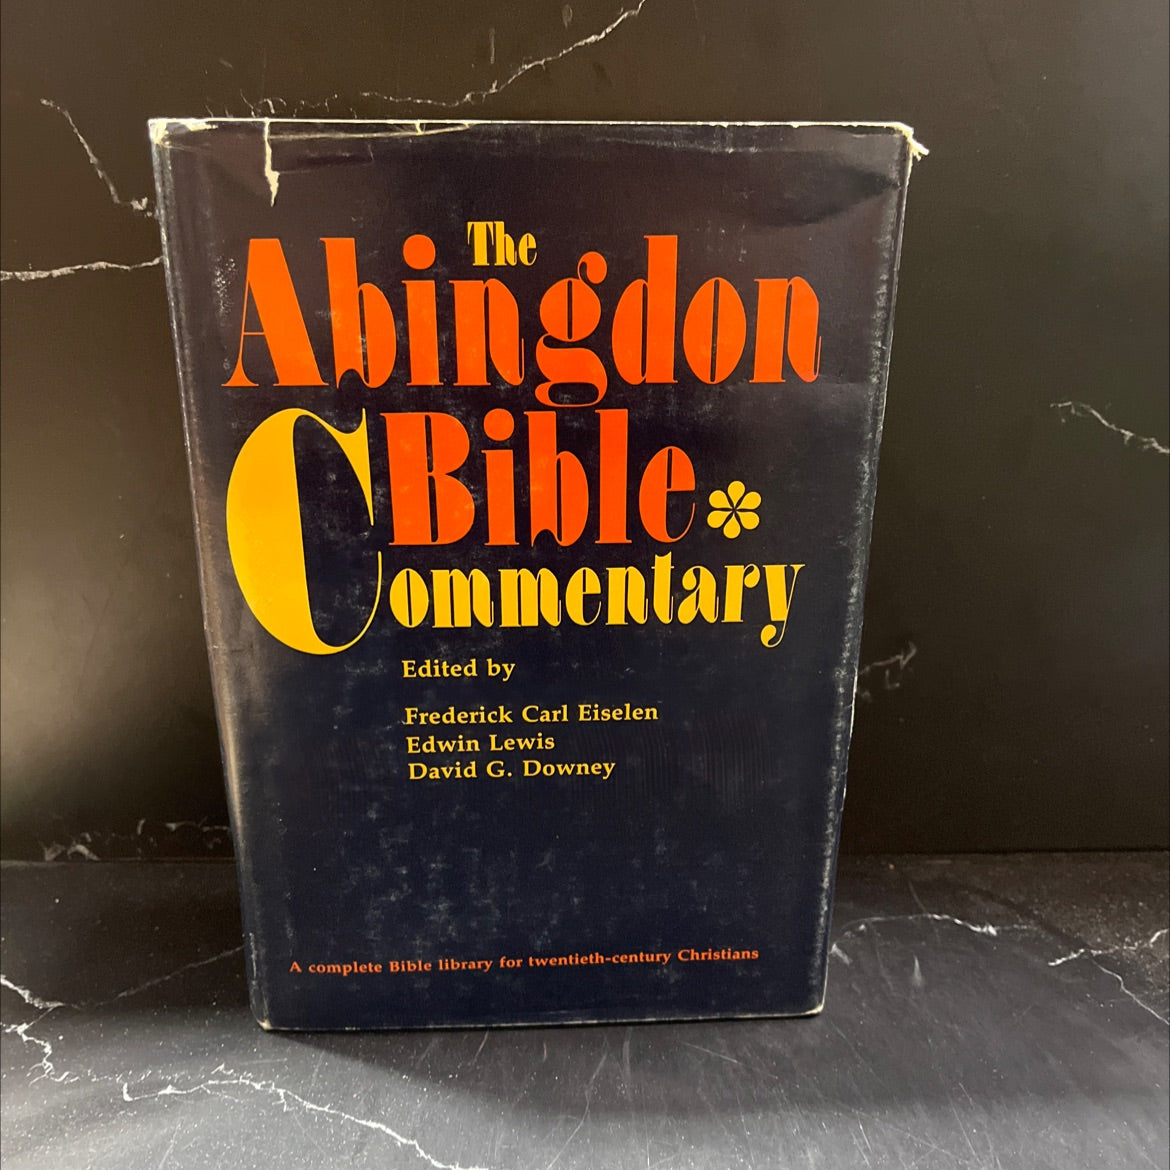 The
Abingdon
Bible
Commentary
Edited by
Frederick Carl Eiselen
Edwin Lewis
David G. Downey
A complete Bible library for twentieth-century Christians